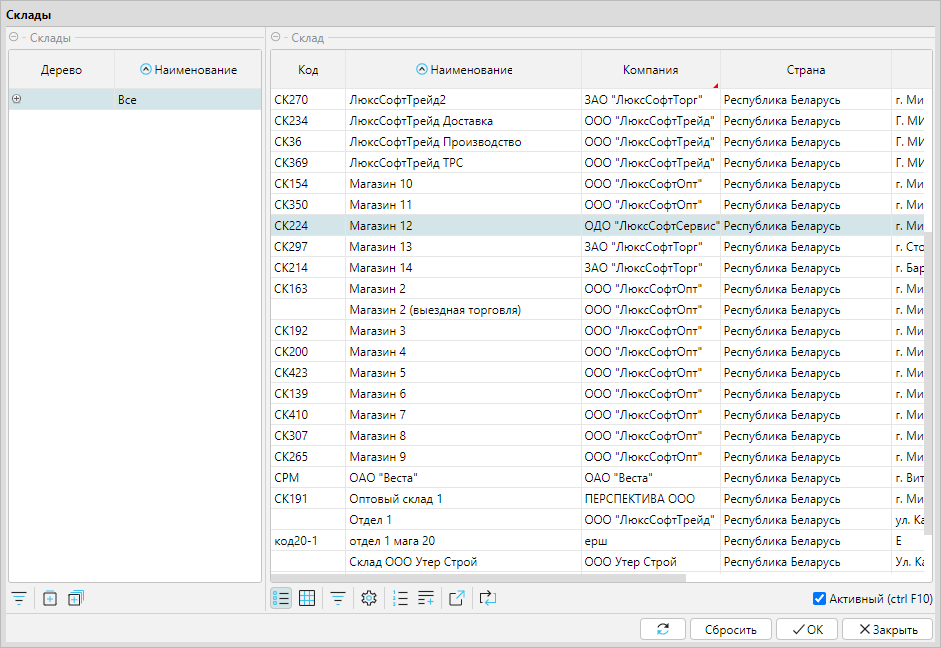 Склады
Склады
Дерево Наименование
Все
Склад
Код Наименование Компания Страна
СК270 ЛюксСофтТрейд2 ЗАО "ЛюксСофтТорг" Республика Беларусь г. Ми
СК234 ЛюксСофтТрейд Доставка ООО "ЛюксСофтТрейд" Республика Беларусь Г. МИ
СК36 ЛюксСофтТрейд Производство ООО "ЛюксСофтТрейд" Республика Беларусь Г. МИ
СК369 ЛюксСофтТрейд ТРС ООО "ЛюксСофтТрейд" Республика Беларусь Г. МИ
СК154 Магазин 10 ООО "ЛюксСофтОпт" Республика Беларусь г. Ми
СК350 Магазин 11 ООО "ЛюксСофтОпт" Республика Беларусь г. Ми
СК224 Магазин 12 ОДО "ЛюксСофтСервис" Республика Беларусь г. Ми
СК297 Магазин 13 ЗАО "ЛюксСофтТорг" Республика Беларусь г. Сто
СК214 Магазин 14 ЗАО "ЛюксСофтТорг" Республика Беларусь г. Бар
СК163 Магазин 2 ООО "ЛюксСофтОпт" Республика Беларусь г. Ми
Магазин 2 (выездная торговля) ООО "ЛюксСофтОпт" Республика Беларусь г. Ми
СК192 Магазин 3 ООО "ЛюксСофтОпт" Республика Беларусь г. Ми
СК200 Магазин 4 ООО "ЛюксСофтОпт" Республика Беларусь г. Ми
СК423 Магазин 5 ООО "ЛюксСофтОпт" Республика Беларусь г. Ми
СК139 Магазин 6 ООО "ЛюксСофтОпт" Республика Беларусь г. Ми
СК410 Магазин 7 ООО "ЛюксСофтОпт" Республика Беларусь г. Ми
СК307 Магазин 8 ООО "ЛюксСофтОпт" Республика Беларусь г. Ми
СК265 Магазин 9 ООО "ЛюксСофтОпт" Республика Беларусь г. Ми
СРМ ОАО "Веста" ОАО "Веста" Республика Беларусь г. Вит
СК191 Оптовый склад 1 ПЕРСПЕКТИВА ООО Республика Беларусь г. Ми
Отдел 1 ООО "ЛюксСофтТрейд" Республика Беларусь ул. Ка
код20-1 отдел 1 мага 20 ерш Республика Беларусь Е
Склад ООО Утер Строй ООО Утер Строй Республика Беларусь Ул. Ка
Активный (ctrl F10)
Сбросить ОК Закрыть